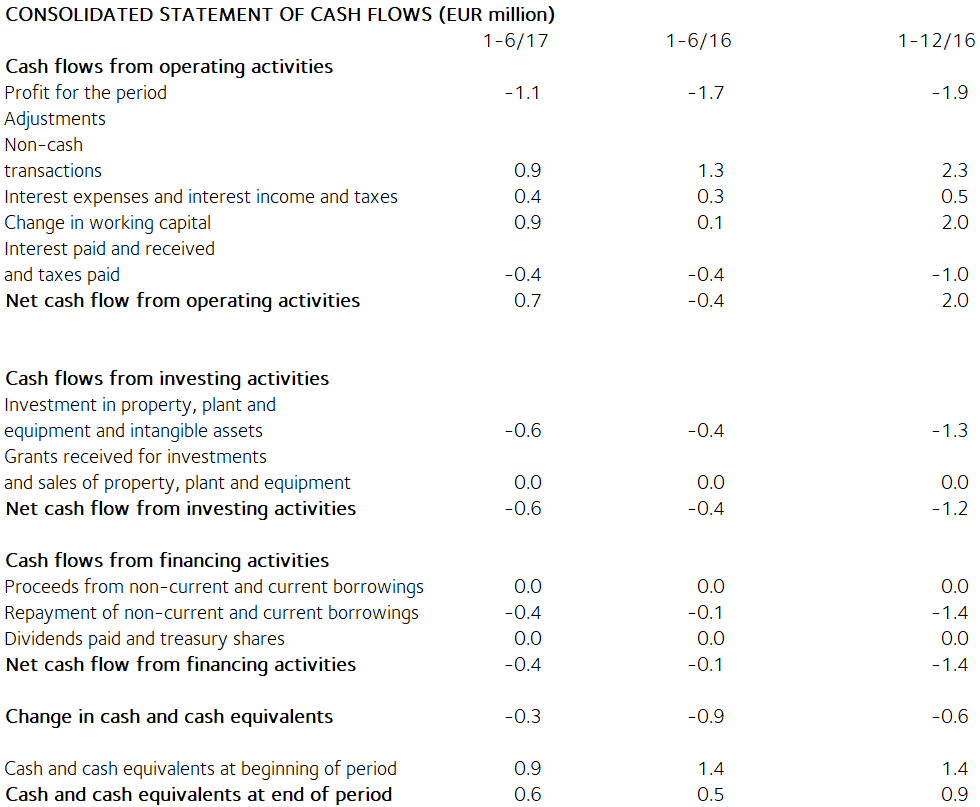 CONSOLIDATED STATEMENT OF CASH FLOWS (EUR million)
1-6/17 1-6/16 1-12/16
Cash flows from operating activities
Profit for the period -1.1 -1.7 -1.9
Adjustments
Non-cash
transactions 0.9 1.3 2.3
Interest expenses and interest income and taxes 0.4 0.3 0.5
Change in working capital 0.9 0.1 2.0
Interest paid and received
and taxes paid -0.4 -0.4 -1.0
Net cash flow from operating activities 0.7 -0.4 2.0
Cash flows from investing activities
Investment in property, plant and
equipment and intangible assets -0.6 -0.4 -1.3
Grants received for investments
and sales of property, plant and equipment 0.0 0.0 0.0
Net cash flow from investing activities -0.6 -0.4 -1.2
Cash flows from financing activities
Proceeds from non-current and current borrowings 0.0 0.0 0.0
Repayment of non-current and current borrowings -0.4 -0.1 -1.4
Dividends paid and treasury shares 0.0 0.0 0.0
Net cash flow from financing activities -0.4 -0.1 -1.4
Change in cash and cash equivalents -0.3 -0.9 -0.6
Cash and cash equivalents at beginning of period 0.9 1.4 1.4
Cash and cash equivalents at end of period 0.6 0.5 0.9